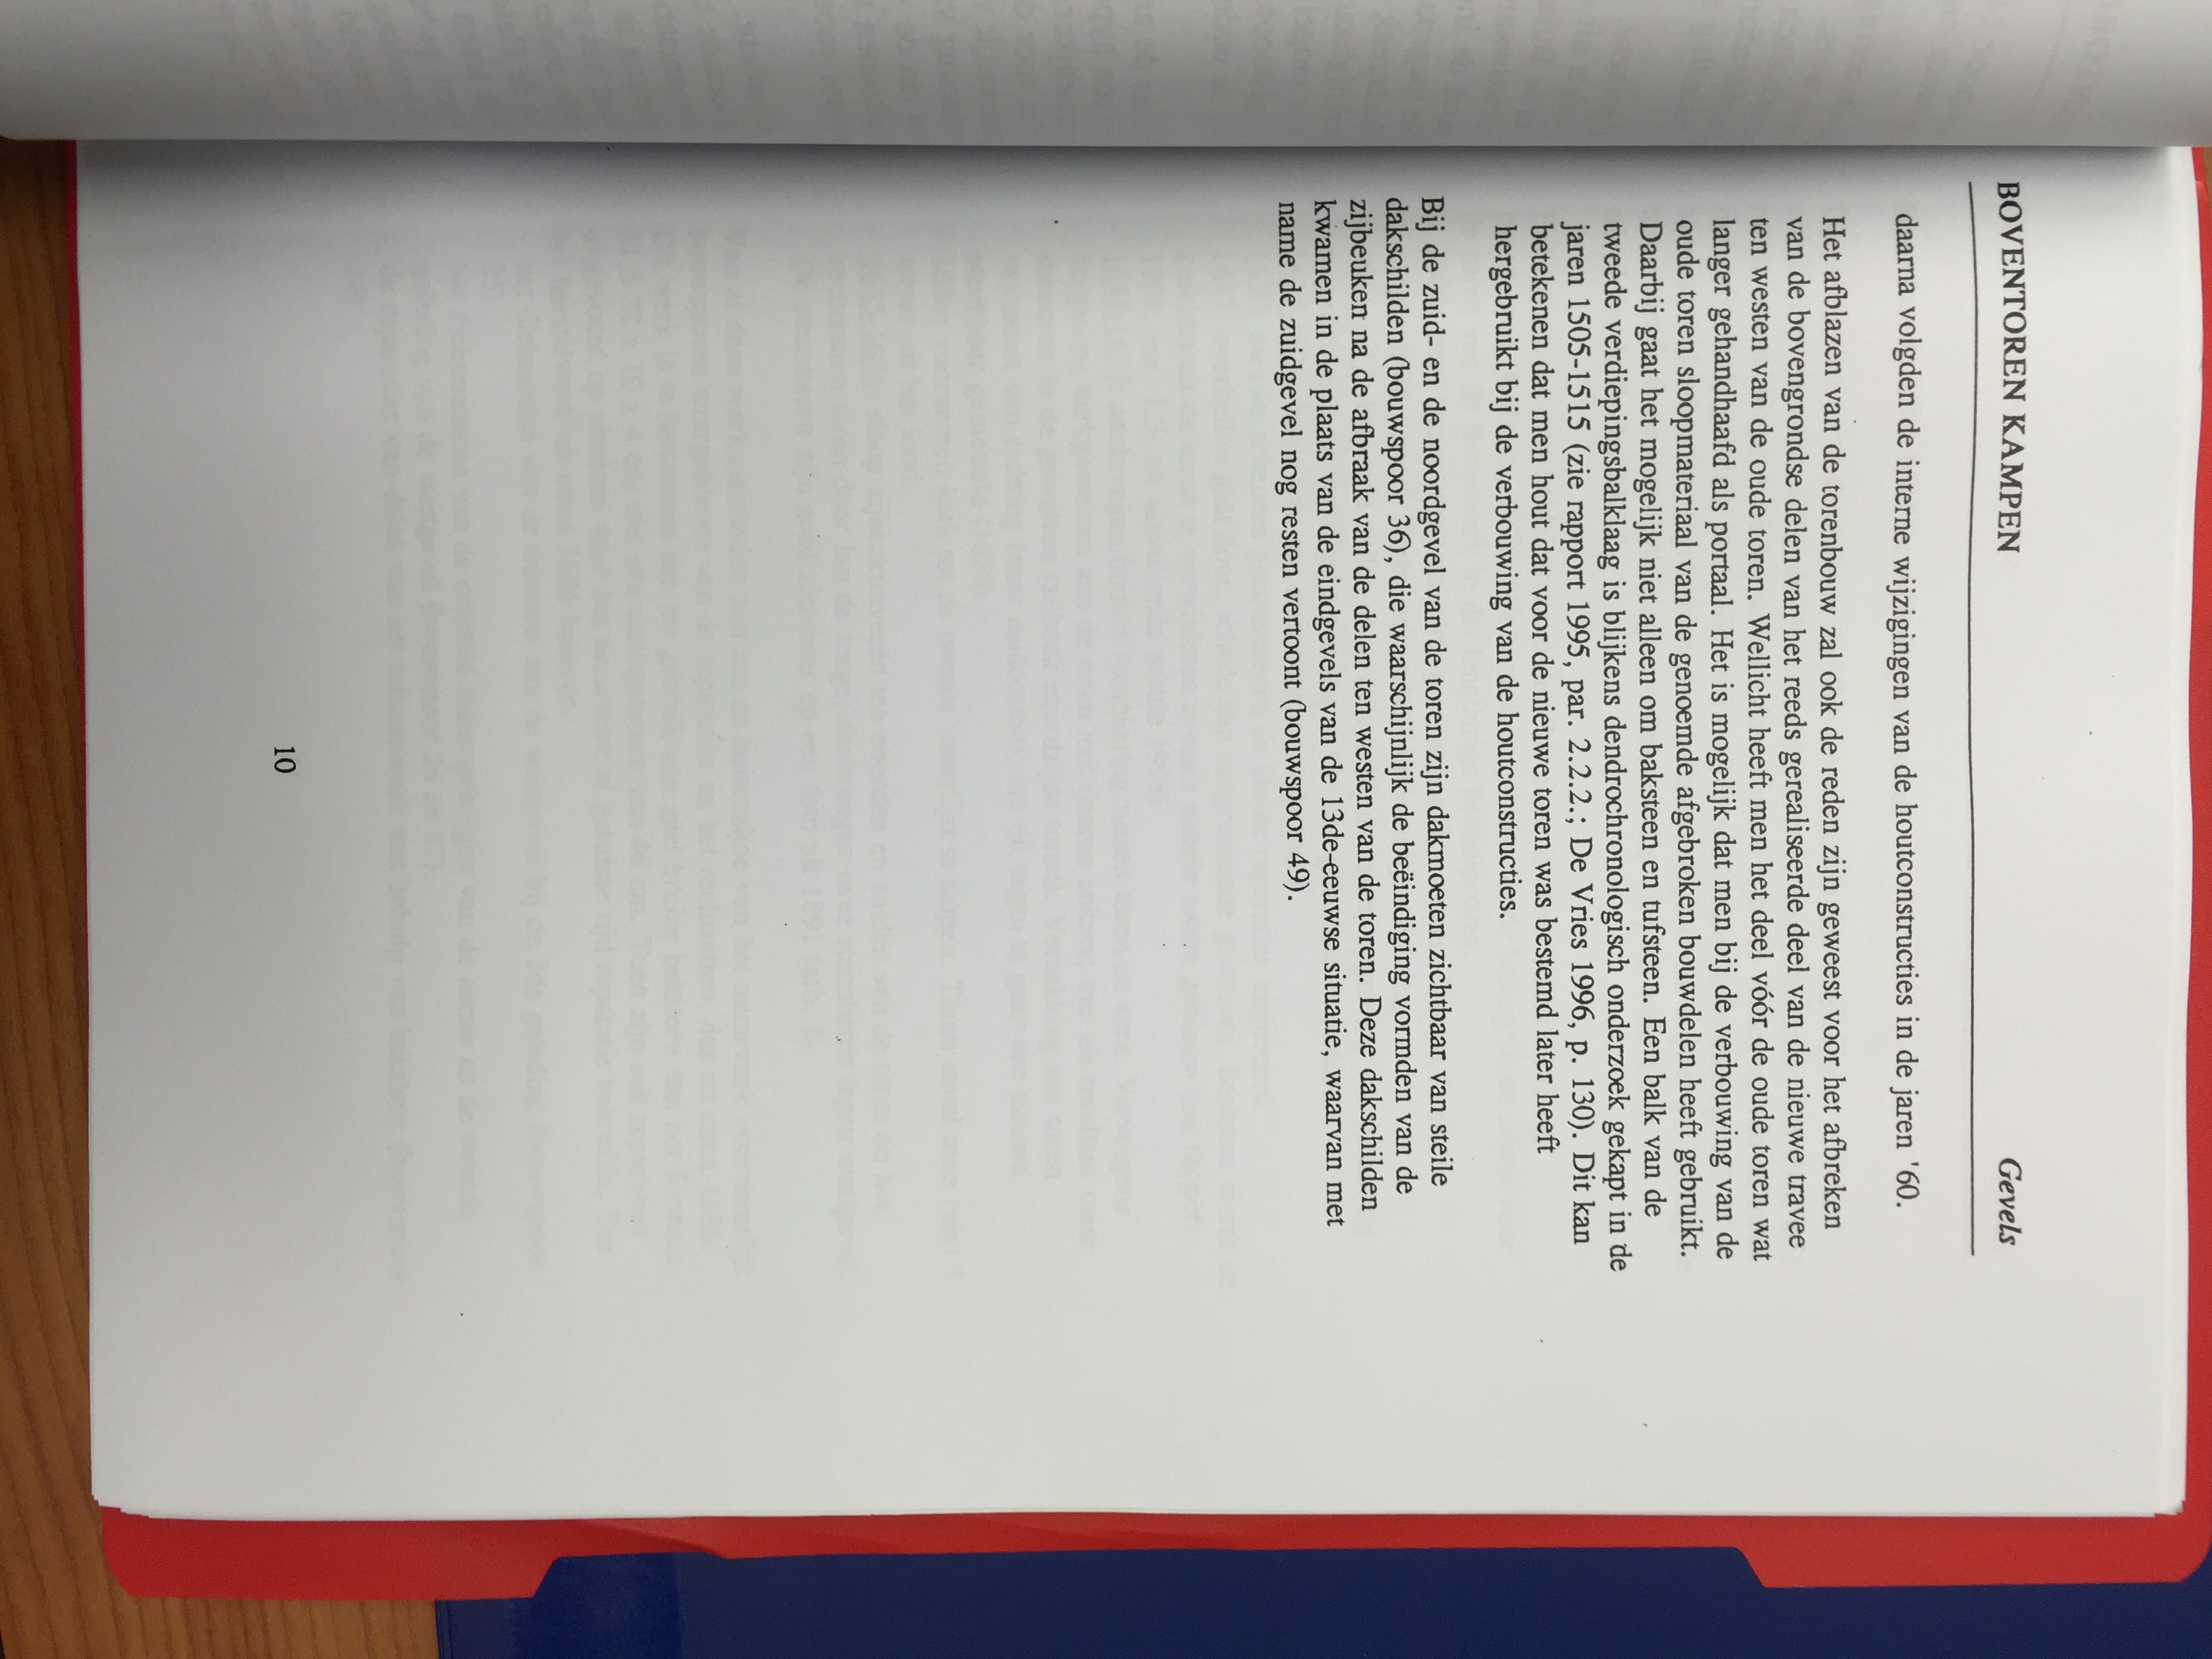 BOVENTOREN KAMPEN Gevels
daarna volgden de interne wijzigingen van de houtconstructies in de jaren '60.
Het afblazen van de torenbouw zal ook de reden zijn geweest voor het afbreken
van de bovengrondse delen van het reeds gerealiseerde deel van de nieuwe travee
ten westen van de oude toren. Wellicht heeft men het deel vóór de oude toren wat
langer gehandhaafd als portaal. Het is mogelijk dat men bij de verbouwing van de
oude toren sloopmateriaal van de genoemde afgebroken bouwdelen heeft gebruikt.
Daarbij gaat het mogelijk niet alleen om baksteen en tufsteen. Een balk van de
tweede verdiepingsbalklaag is blijkens dendrochronologisch onderzoek gekapt in de
jaren 1505-1515 (zie rapport 1995, par. 2.2.2.; De Vries 1996, p. 130). Dit kan
betekenen dat men hout dat voor de nieuwe toren was bestemd later heeft
hergebruikt bij de verbouwing van de houtconstructies.
Bij de zuid- en de noordgevel van de toren zijn dakmoeten zichtbaar van steile
dakschilden (bouwspoor 36), die waarschijnlijk de beëindiging vormden van de
zijbeuken na de afbraak van de delen ten westen van de toren. Deze dakschilden
kwamen in de plaats van de eindgevels van de 13de-eeuwse situatie, waarvan met
name de zuidgevel nog resten vertoont (bouwspoor 49).
10